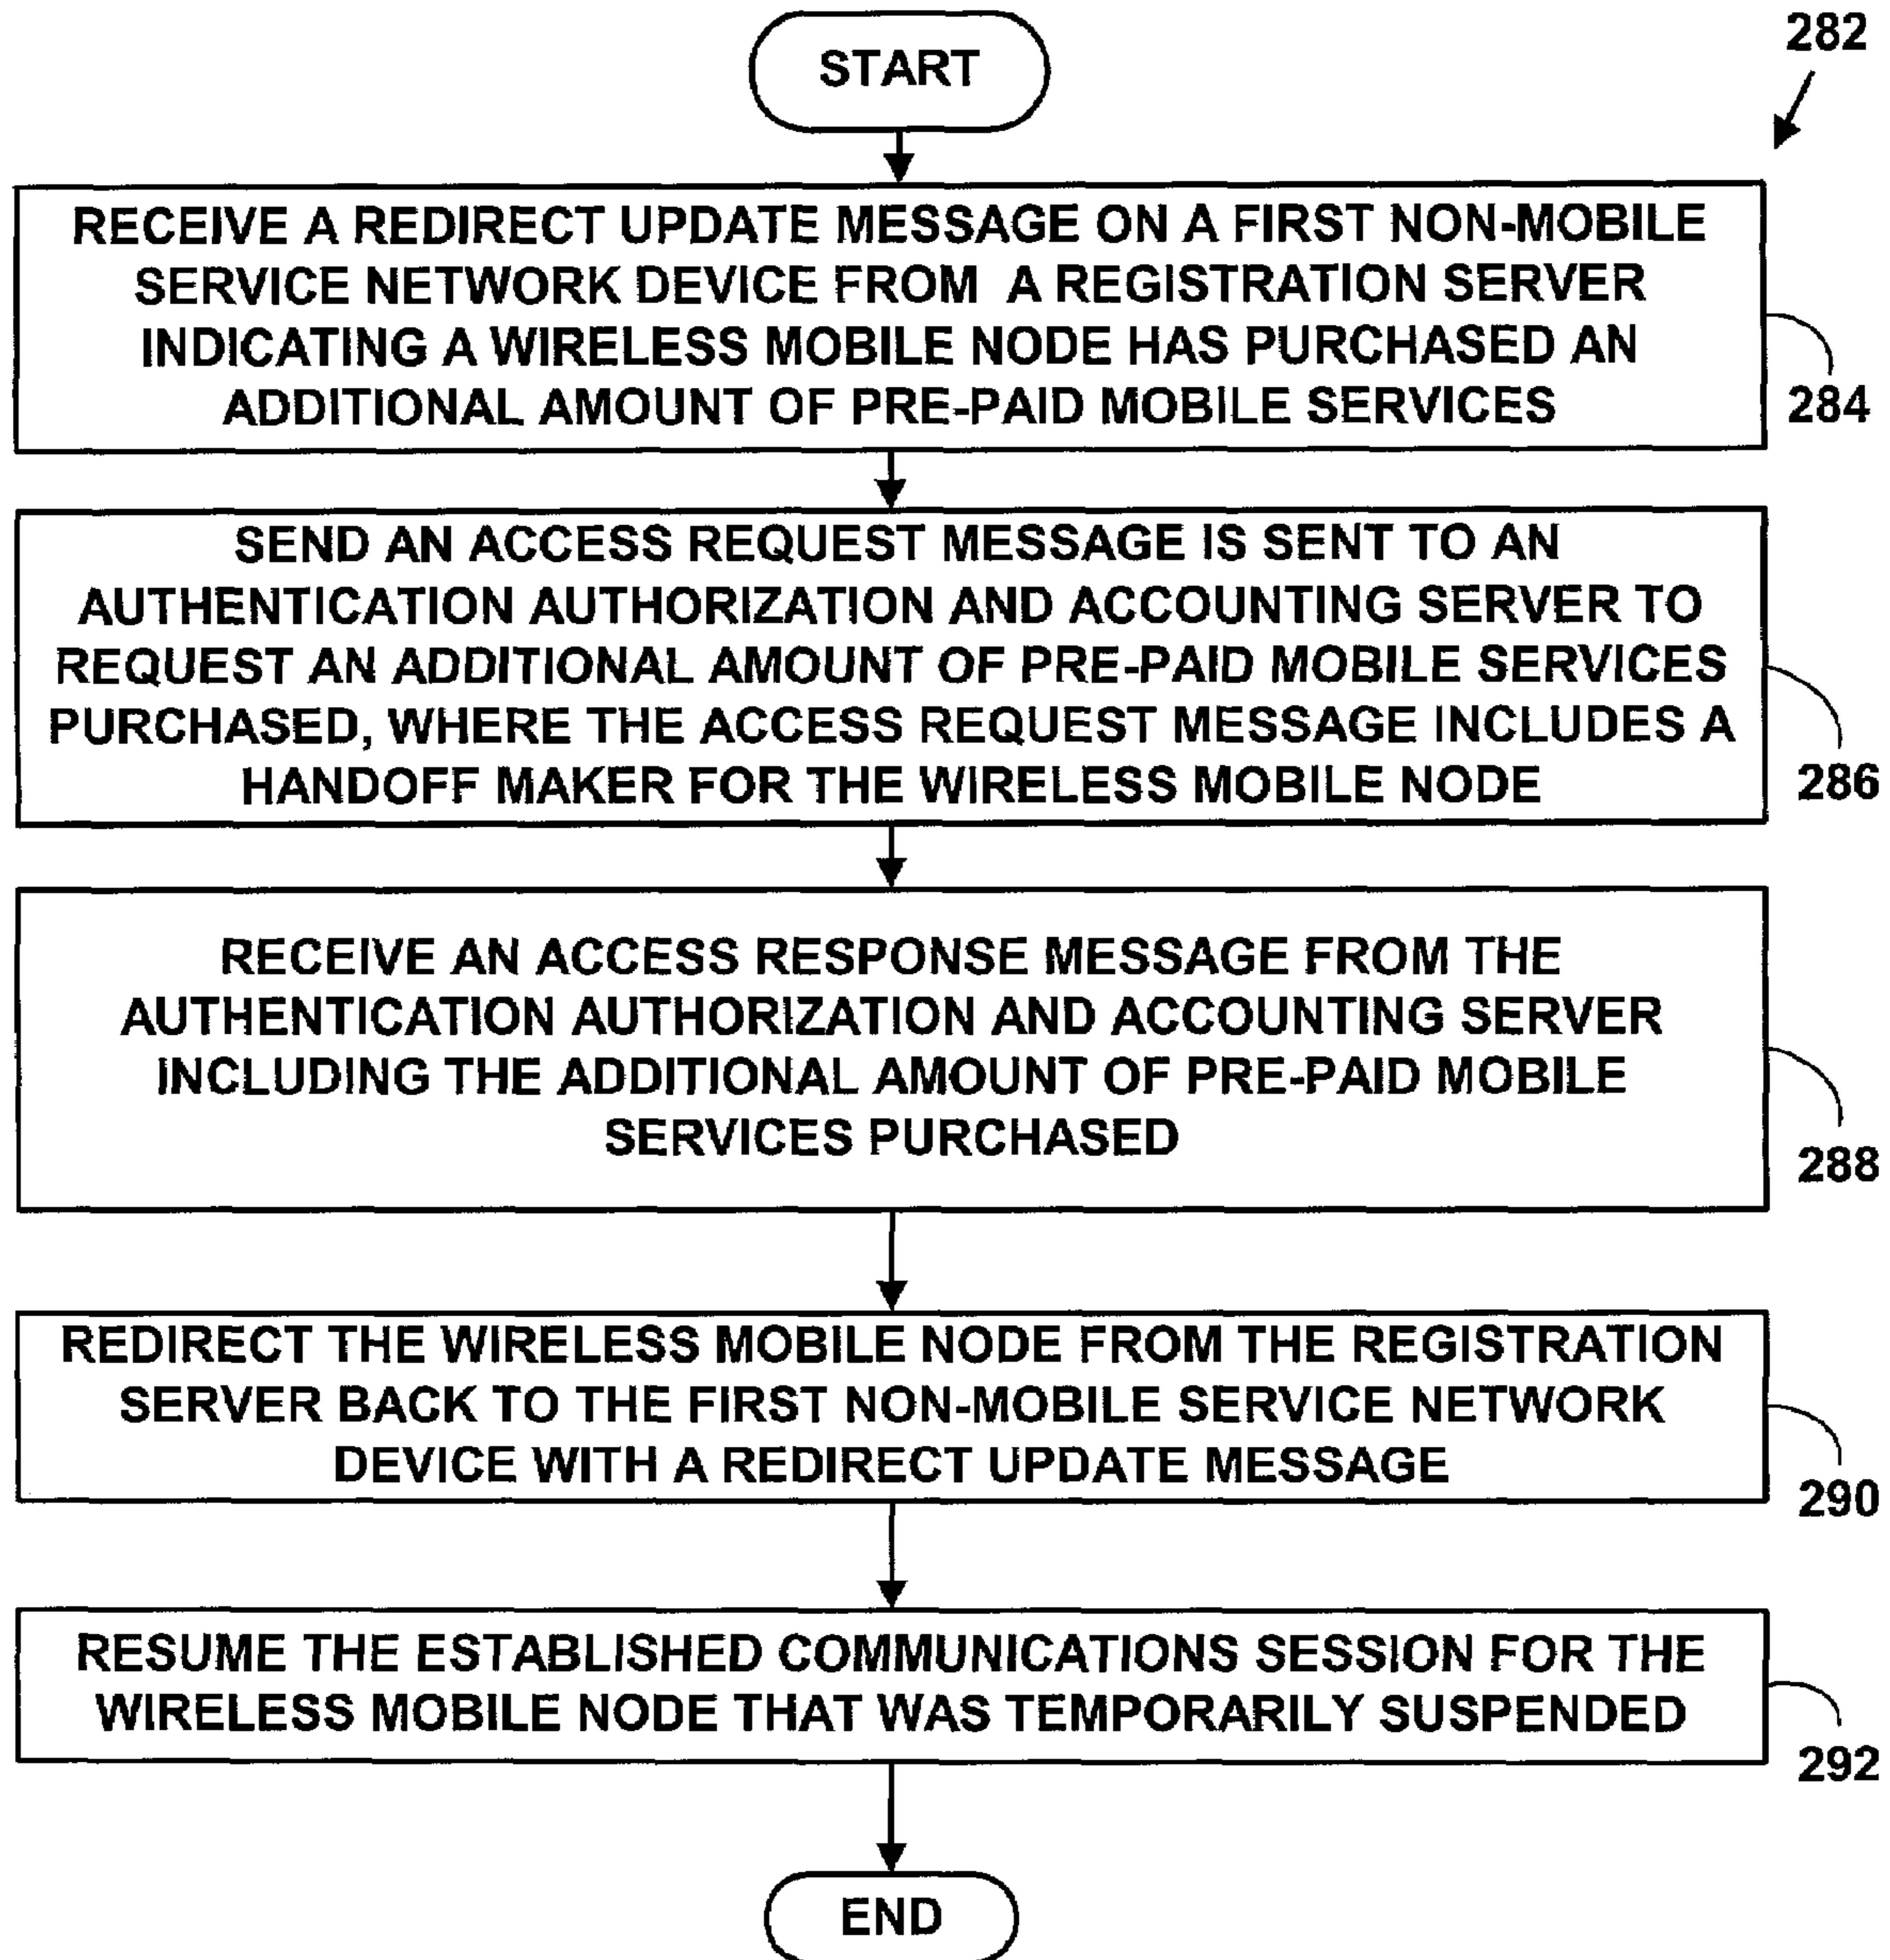 START
282
RECEIVE A REDIRECT UPDATE MESSAGE ON A FIRST NON-MOBILE
SERVICE NETWORK DEVICE FROM A REGISTRATION SERVER
INDICATING A WIRELESS MOBILE NODE HAS PURCHASED AN
ADDITIONAL AMOUNT OF PRE-PAID MOBILE SERVICES
284
SEND AN ACCESS REQUEST MESSAGE IS SENT TO AN
AUTHENTICATION AUTHORIZATION AND ACCOUNTING SERVER TO
REQUEST AN ADDITIONAL AMOUNT OF PRE-PAID MOBILE SERVICES
PURCHASED, WHERE THE ACCESS REQUEST MESSAGE INCLUDES A
HANDOFF MAKER FOR THE WIRELESS MOBILE NODE
286
RECEIVE AN ACCESS RESPONSE MESSAGE FROM THE
AUTHENTICATION AUTHORIZATION AND ACCOUNTING SERVER
INCLUDING THE ADDITIONAL AMOUNT OF PRE-PAID MOBILE
SERVICES PURCHASED
288
REDIRECT THE WIRELESS MOBILE NODE FROM THE REGISTRATION
SERVER BACK TO THE FIRST NON-MOBILE SERVICE NETWORK
DEVICE WITH A REDIRECT UPDATE MESSAGE
290
RESUME THE ESTABLISHED COMMUNICATIONS SESSION FOR THE
WIRELESS MOBILE NODE THAT WAS TEMPORARILY SUSPENDED
292
END